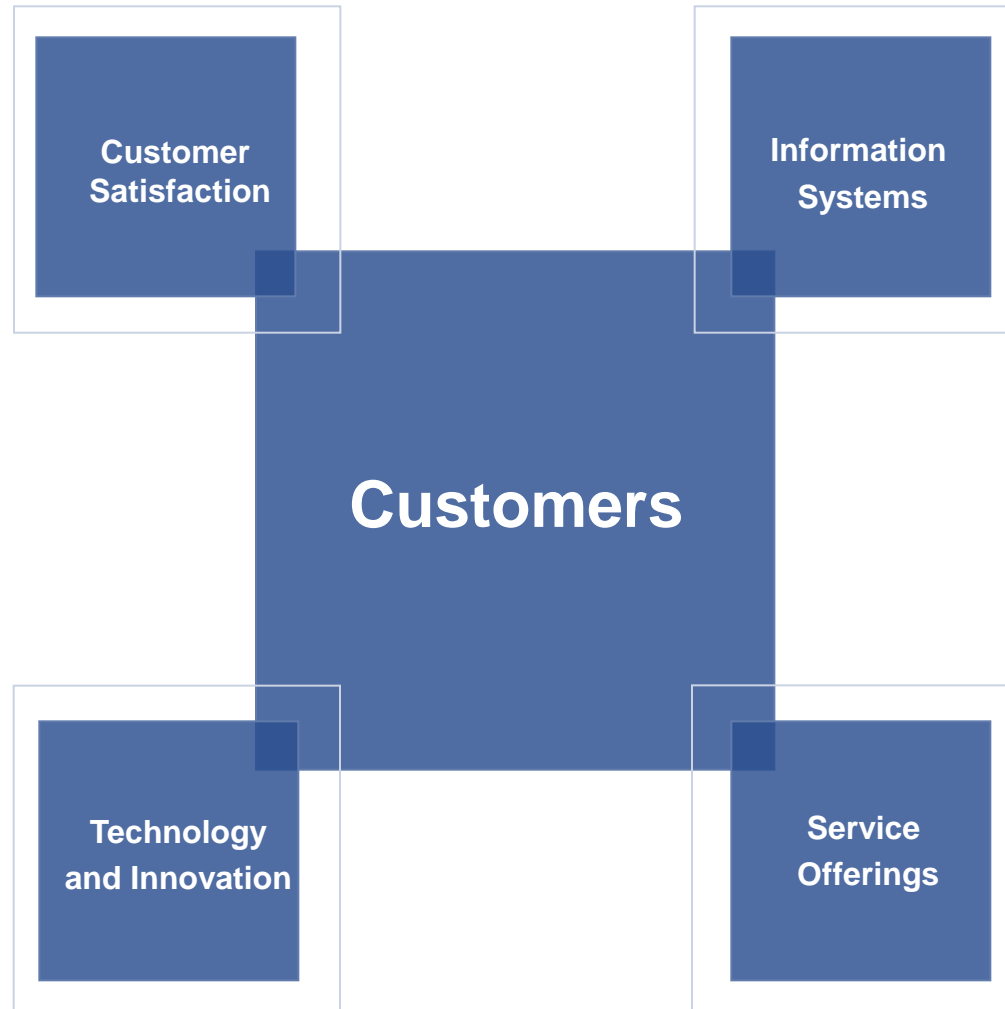 Customer
Satisfaction
Information
Systems
Customers
Technology
and Innovation
Service
Offerings